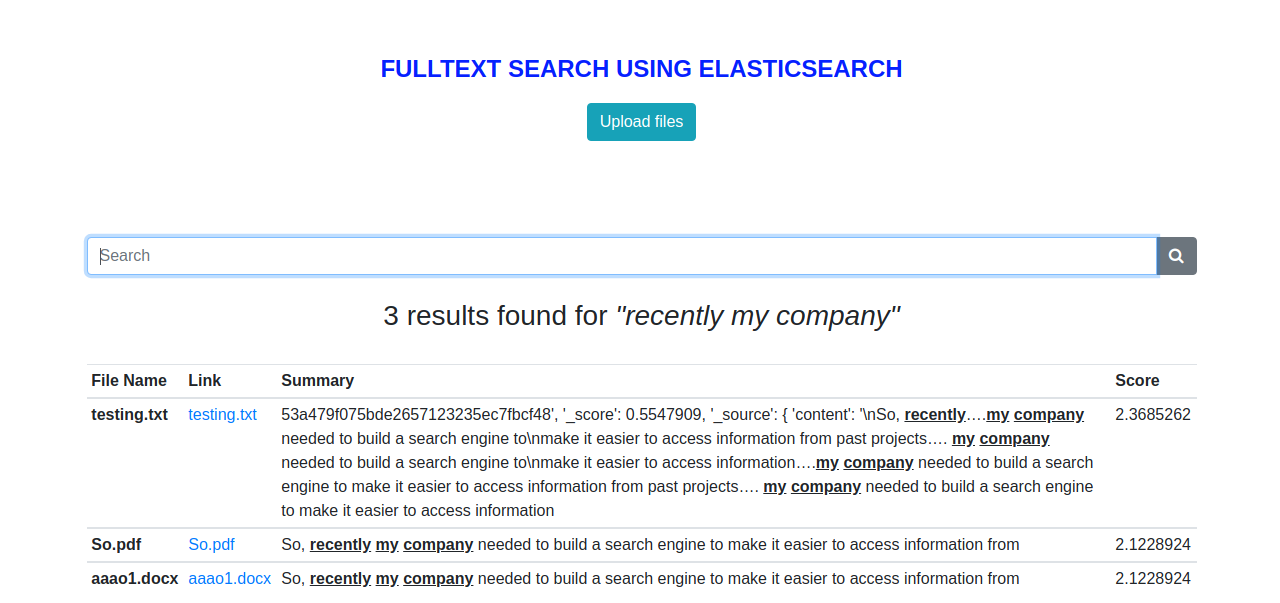 FULLTEXT SEARCH USING ELASTICSEARCH
Upload files
Search
3 results found for "recently my company"
File Name Link Summary Score
testing.txt testing.txt 53a479f075bde2657123235ec7fbcf48', '_score': 0.5547909, '_source': { 'content': '\nSo, recently….my company 2.3685262
needed to build a search engine to\nmake it easier to access information from past projects…. my company
needed to build a search engine to\nmake it easier to access information….my company needed to build a search
engine to make it easier to access information from past projects…. my company needed to build a search engine
to make it easier to access information
So.pdf So.pdf So, recently my company needed to build a search engine to make it easier to access information from 2.1228924
aaao1.docx aaao1.docx So, recently my company needed to build a search engine to make it easier to access information from 2.1228924